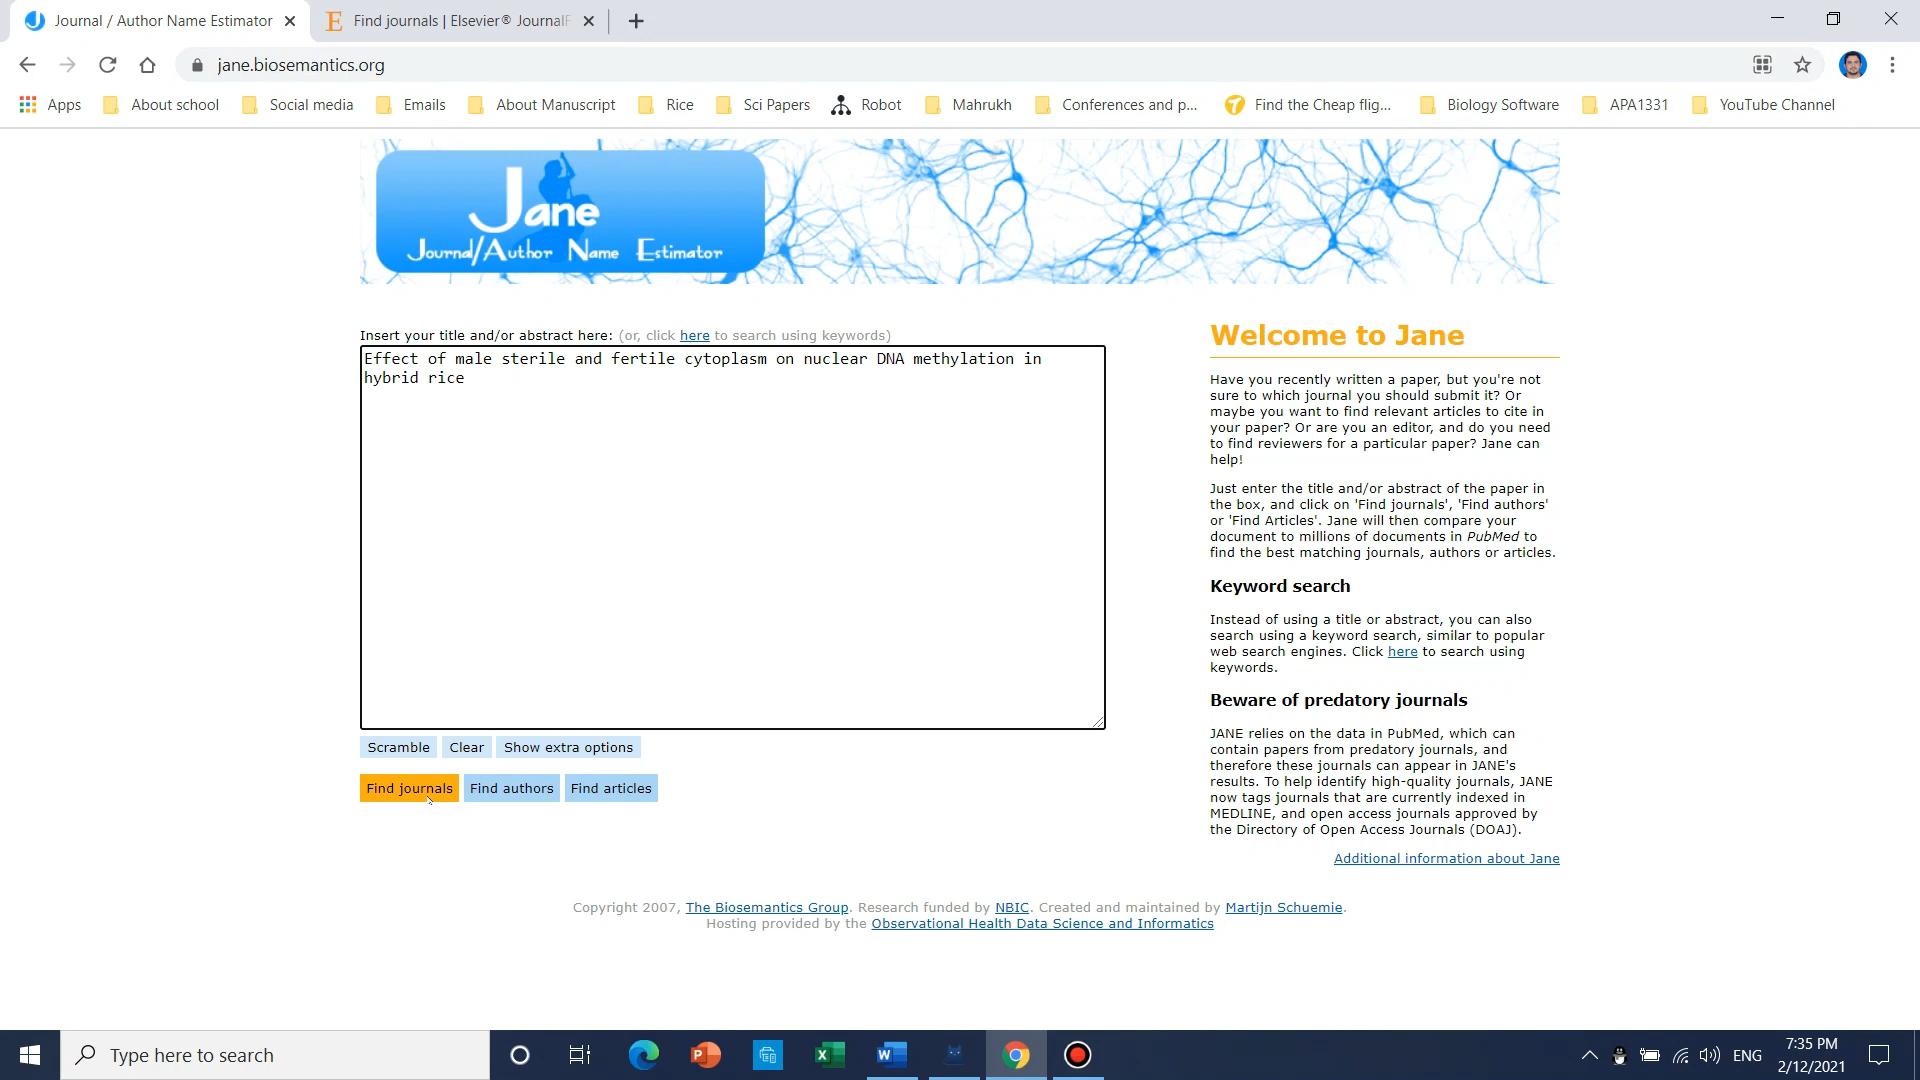 Journal / Author Name Estimator
Find journals | Elsevier® JournalF
jane.biosemantics.org
Apps
About school
Social media
Emails
About Manuscript
Rice
Sci Papers
Robot
Mahrukh
Conferences and p...
Find the Cheap flig...
Biology Software
APA1331
YouTube Channel
Jane
Journal/Author Name Estimator
Insert your title and/or abstract here: (or, click here to search using keywords)
Effect of male sterile and fertile cytoplasm on nuclear DNA methylation in
hybrid rice
Scramble
Clear
Show extra options
Find journals
Find authors
Find articles
Welcome to Jane
Have you recently written a paper, but you're not
sure to which journal you should submit it? Or
maybe you want to find relevant articles to cite in
your paper? Or are you an editor, and do you need
to find reviewers for a particular paper? Jane can
help!
Just enter the title and/or abstract of the paper in
the box, and click on 'Find journals', 'Find authors'
or 'Find Articles'. Jane will then compare your
document to millions of documents in PubMed to
find the best matching journals, authors or articles.
Keyword search
Instead of using a title or abstract, you can also
search using a keyword search, similar to popular
web search engines. Click here to search using
keywords.
Beware of predatory journals
JANE relies on the data in PubMed, which can
contain papers from predatory journals, and
therefore these journals can appear in JANE's
results. To help identify high-quality journals, JANE
now tags journals that are currently indexed in
MEDLINE, and open access journals approved by
the Directory of Open Access Journals (DOAJ).
Additional information about Jane
Copyright 2007, The Biosemantics Group. Research funded by NBIC. Created and maintained by Martijn Schuemie.
Hosting provided by the Observational Health Data Science and Informatics
Type here to search
ENG
7:35 PM
2/12/2021